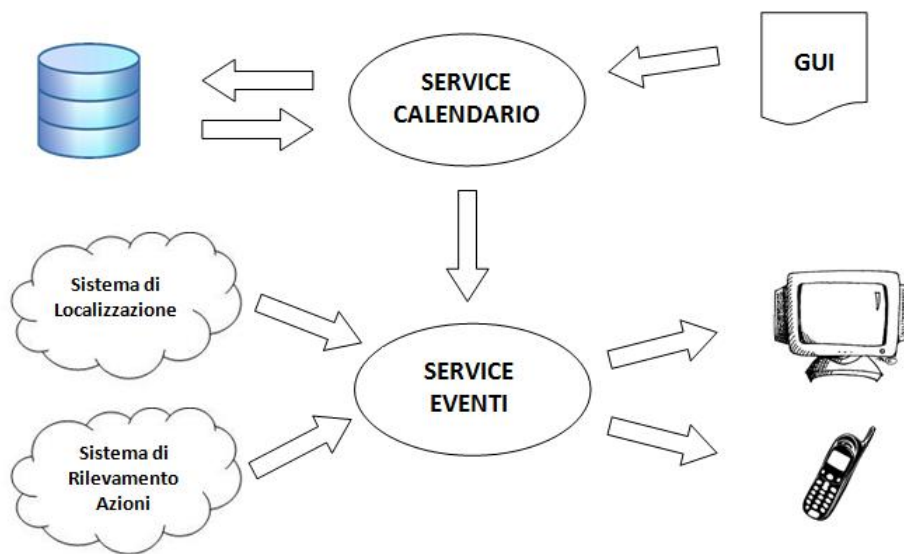 SERVICE
CALENDARIO
GUI
Sistema di
Localizzazione
SERVICE
EVENTI
Sistema di
Rilevamento
Azioni